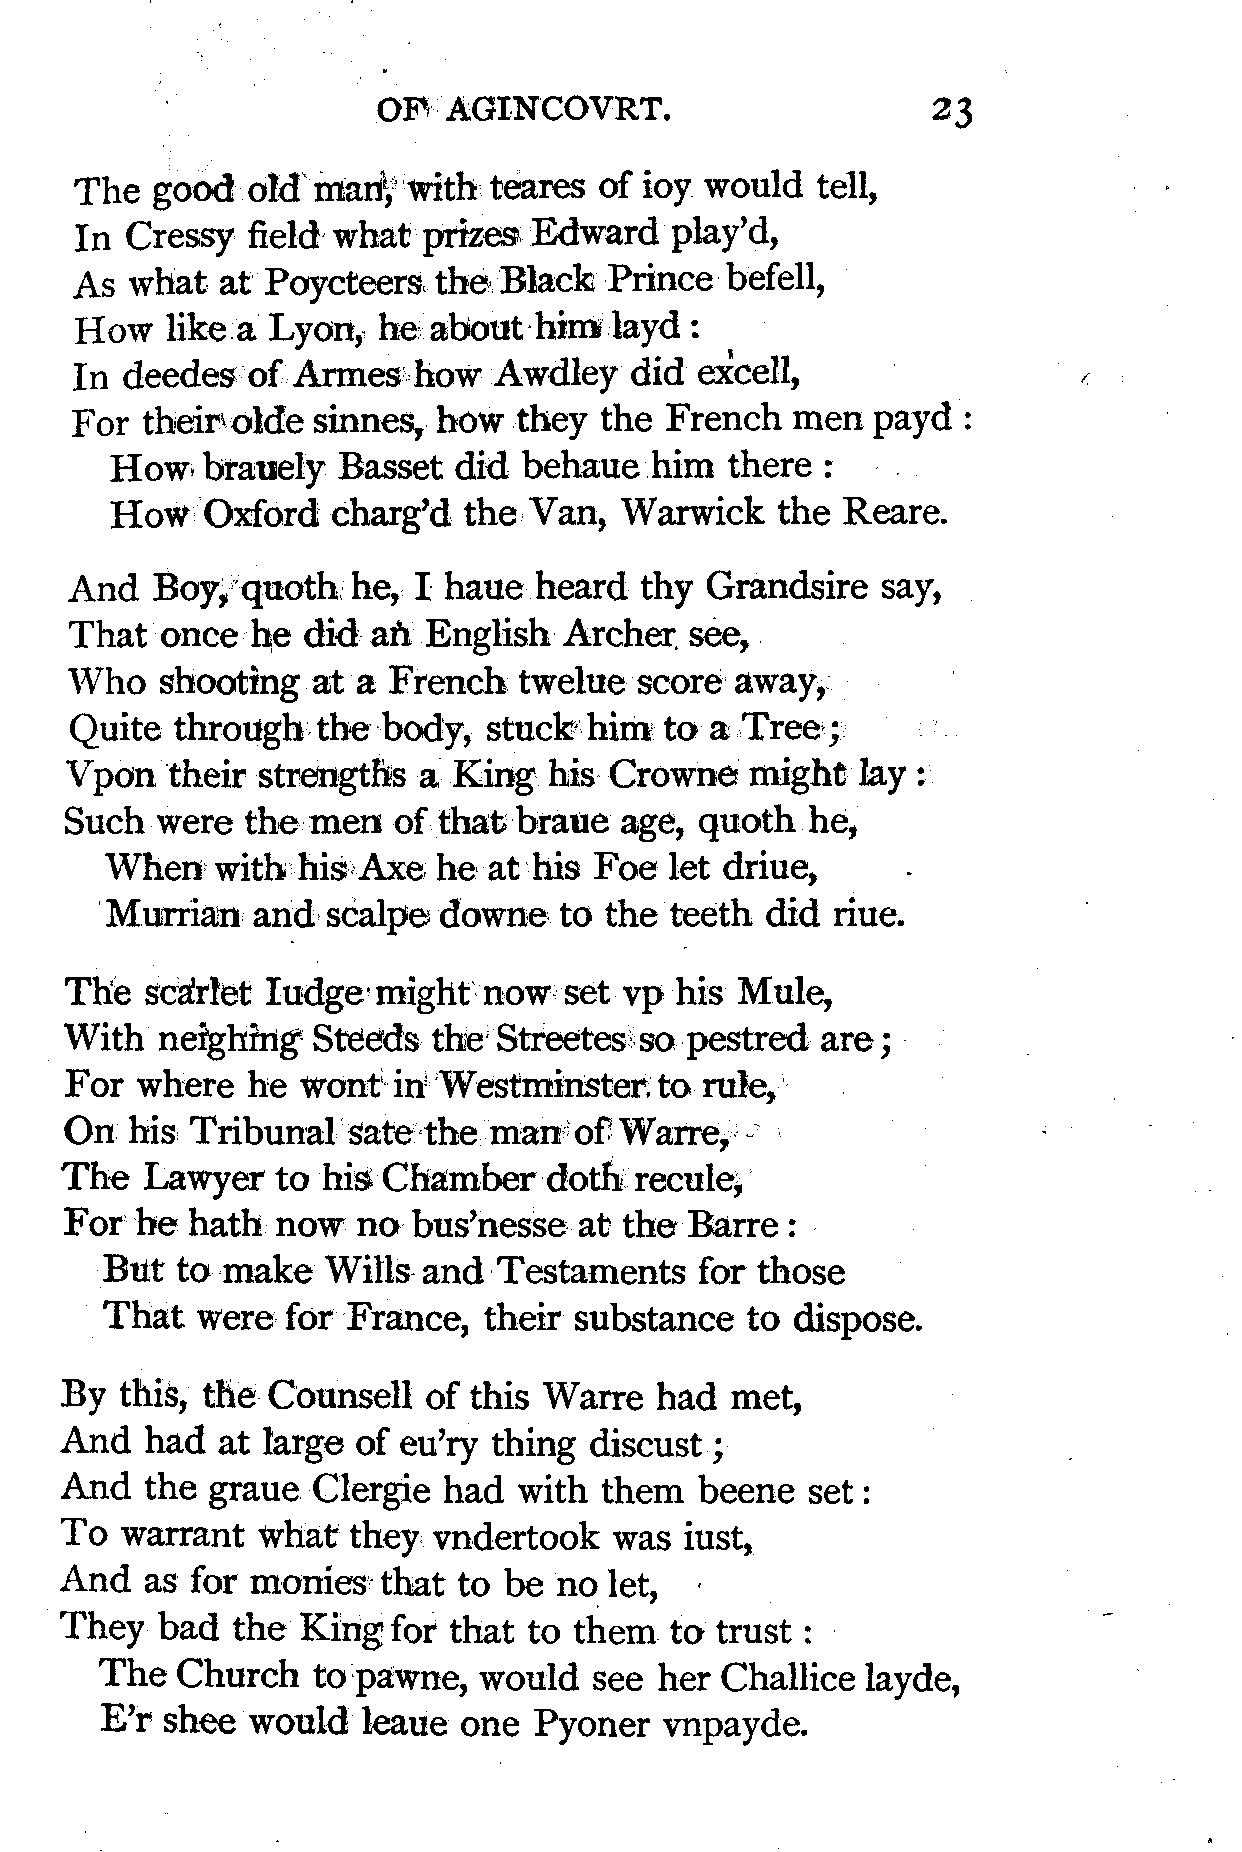 OF AGINCOVRT. 23
The good old man, with teares of ioy would tell,
In Cressy field what prizes Edward play'd,
As what at Poycteers the Black Prince befell,
How like a Lyon, he about him layd :
In deedes of Armes how Awdley did excell,
For their olde sinnes, how they the French men payd :
How brauely Basset did behaue him there :
How Oxford charg'd the Van, Warwick the Reare.
And Boy, quoth he, I haue heard thy Grandsire say,
That once he did an English Archer see,
Who shooting at a French twelue score away,
Quite through the body, stuck him to a Tree ;
Vpon their strengths a King his Crowne might lay :
Such were the men of that braue age, quoth he,
When with his Axe he at his Foe let driue,
Murrian and scalpe downe to the teeth did riue.
The scarlet Iudge might now set vp his Mule,
With neighing Steeds the Streetes so pestred are ;
For where he wont in Westminster to rule,
On his Tribunal sate the man of Warre,
The Lawyer to his Chamber doth recule,
For he hath now no bus'nesse at the Barre :
But to make Wills and Testaments for those
That were for France, their substance to dispose.
By this, the Counsell of this Warre had met,
And had at large of eu'ry thing discust ;
And the graue Clergie had with them beene set :
To warrant what they vndertook was iust,
And as for monies that to be no let,
They bad the King for that to them to trust :
The Church to pawne, would see her Challice layde,
E'r shee would leaue one Pyoner vnpayde.